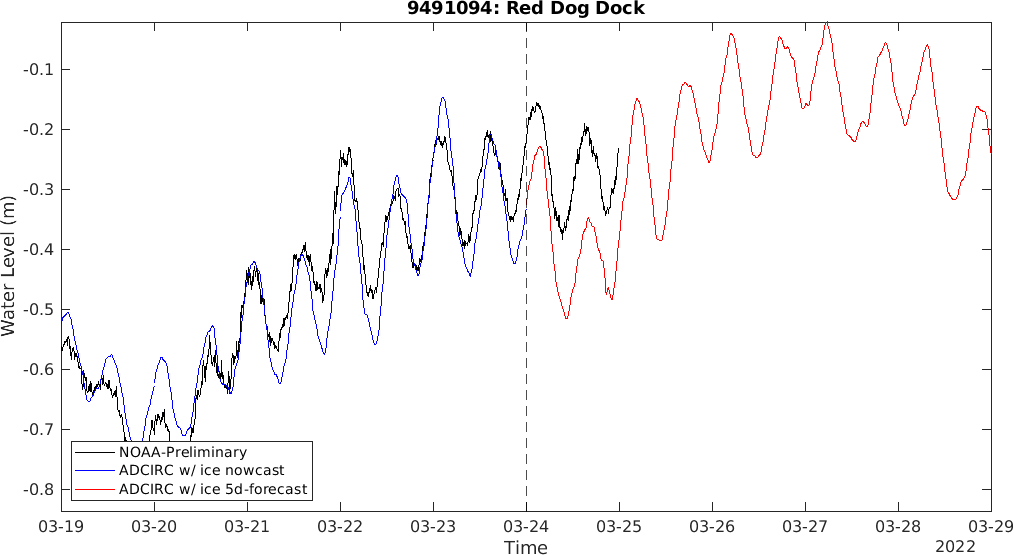 9491094: Red Dog Dock
Water Level (m)
-0.1
-0.2
-0.3
-0.4
-0.5
-0.6
-0.7
-0.8
NOAA-Preliminary
ADCIRC w/ ice nowcast
ADCIRC w/ ice 5d-forecast
03-19 03-20 03-21 03-22 03-23 03-24 03-25 03-26 03-27 03-28 03-29
Time
2022